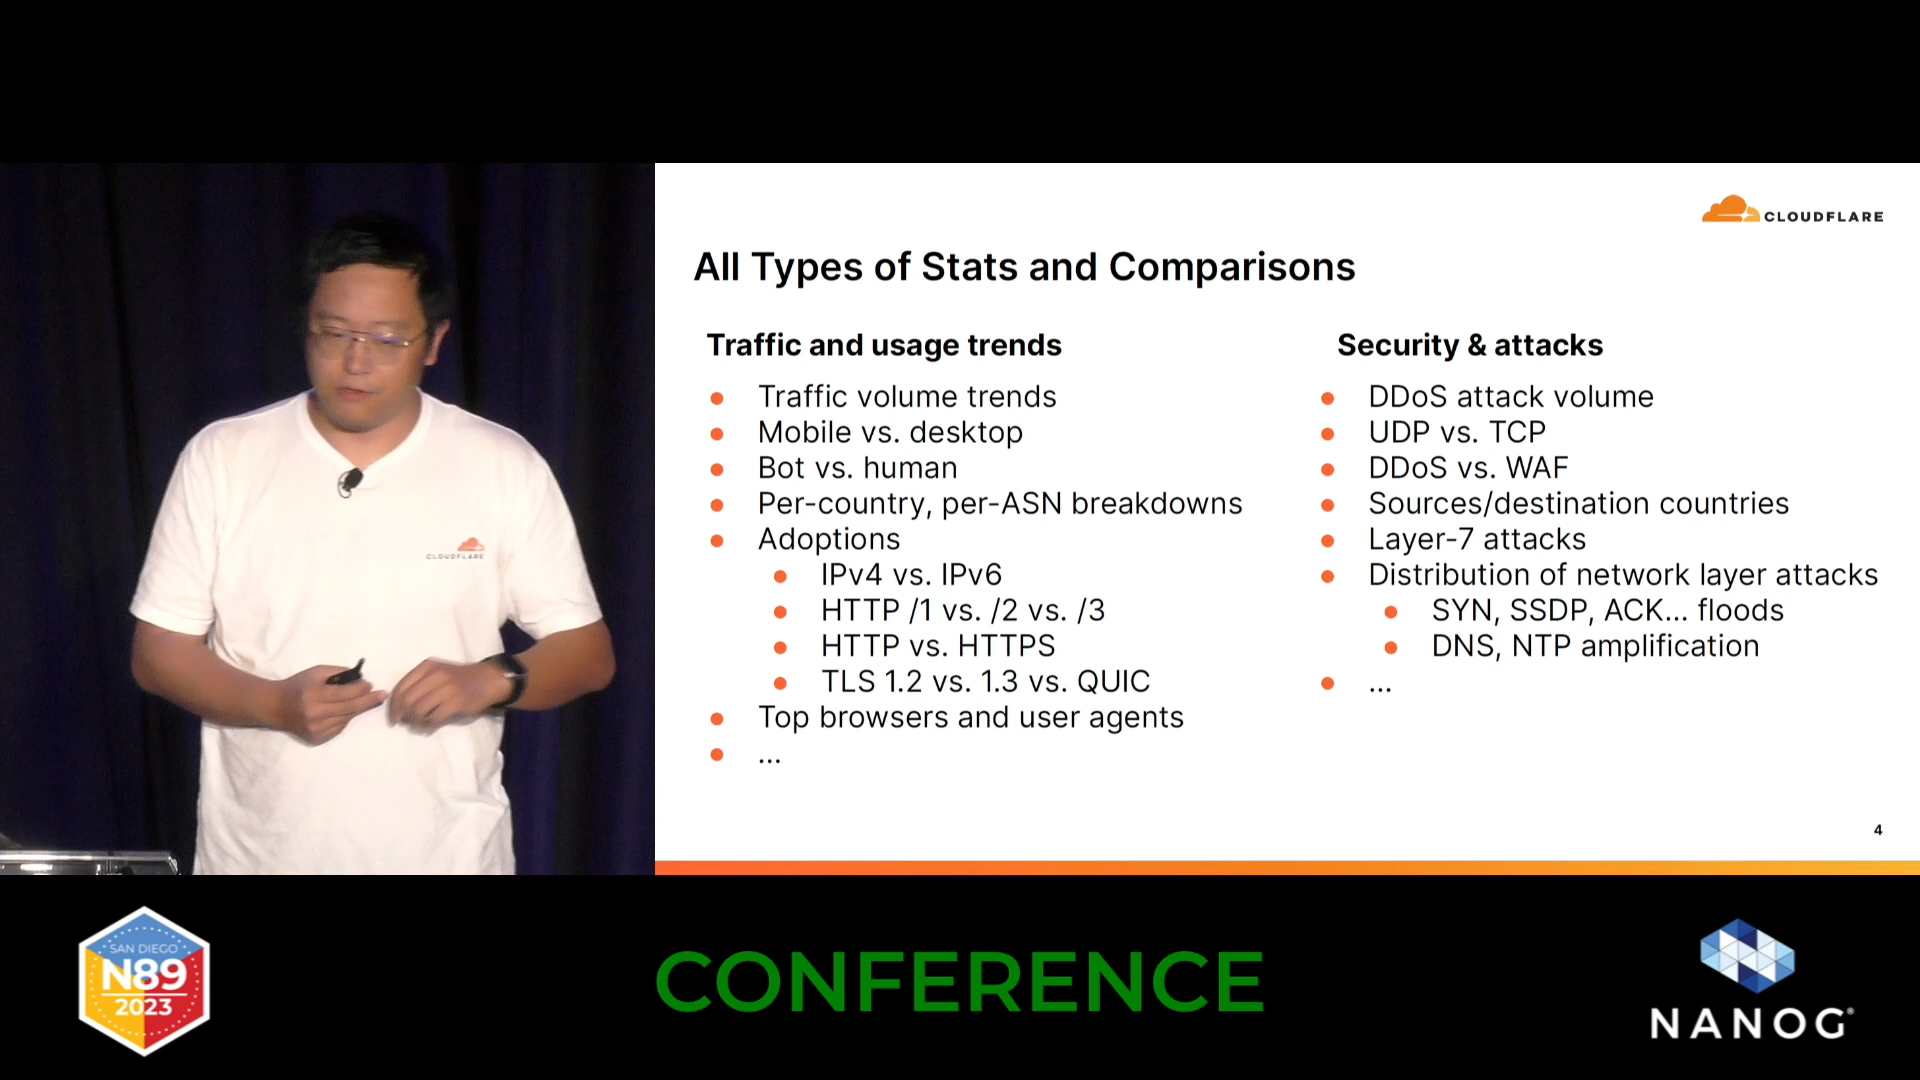 CLOUDFLARE
All Types of Stats and Comparisons
Traffic and usage trends
● Traffic volume trends
● Mobile vs. desktop
● Bot vs. human
● Per-country, per-ASN breakdowns
● Adoptions
● IPv4 vs. IPv6
● HTTP /1 vs. /2 vs. /3
● HTTP vs. HTTPS
● TLS 1.2 vs. 1.3 vs. QUIC
● Top browsers and user agents
● ...
Security & attacks
● DDoS attack volume
● UDP vs. TCP
● DDoS vs. WAF
● Sources/destination countries
● Layer-7 attacks
● Distribution of network layer attacks
● SYN, SSDP, ACK... floods
● DNS, NTP amplification
● ...
4
CLOUDFLARE
SAN DIEGO
N89
2023
CONFERENCE
NANOG®